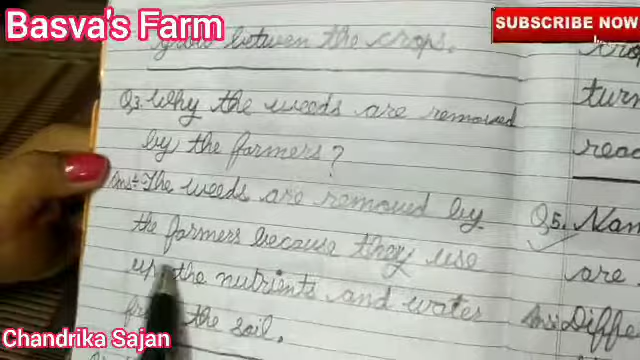 Basva's Farm
SUBSCRIBE NOW
grow between the crops.
Q3. Why the weeds are removed
by the farmers?
Ans:- The weeds are removed by
the farmers because they use
up the nutrients and water
the soil.
turn
Q5. Nam
are
Ans: Diffe
Chandrika Sajan